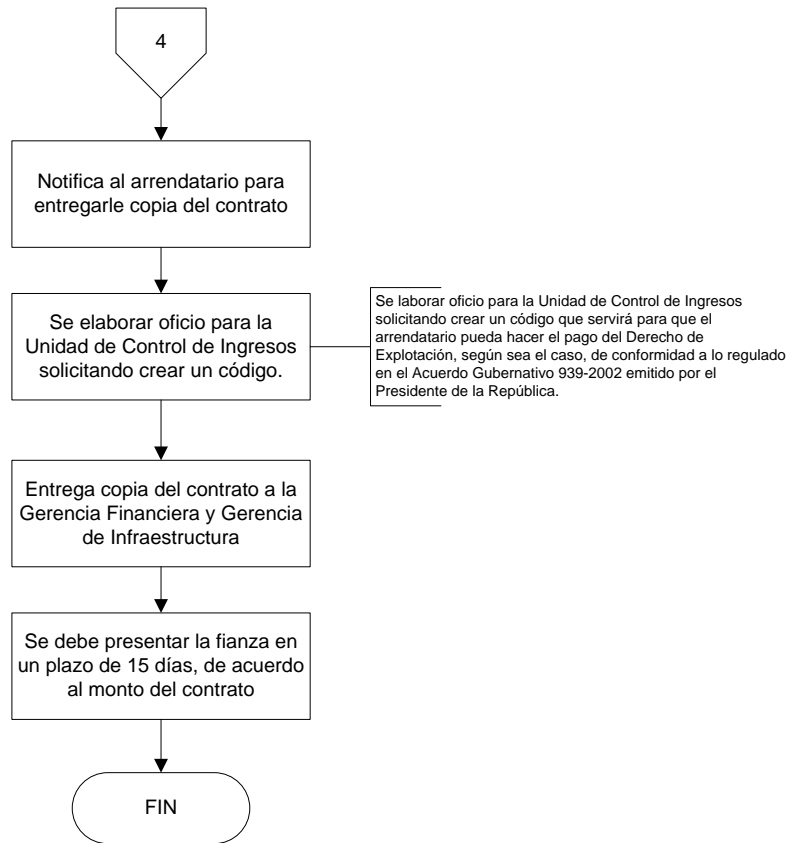 4
Notifica al arrendatario para
entregarle copia del contrato
Se elaborar oficio para la
Unidad de Control de Ingresos
solicitando crear un código.
Se laborar oficio para la Unidad de Control de Ingresos
solicitando crear un código que servirá para que el
arrendatario pueda hacer el pago del Derecho de
Explotación, según sea el caso, de conformidad a lo regulado
en el Acuerdo Gubernativo 939-2002 emitido por el
Presidente de la República.
Entrega copia del contrato a la
Gerencia Financiera y Gerencia
de Infraestructura
Se debe presentar la fianza en
un plazo de 15 días, de acuerdo
al monto del contrato
FIN